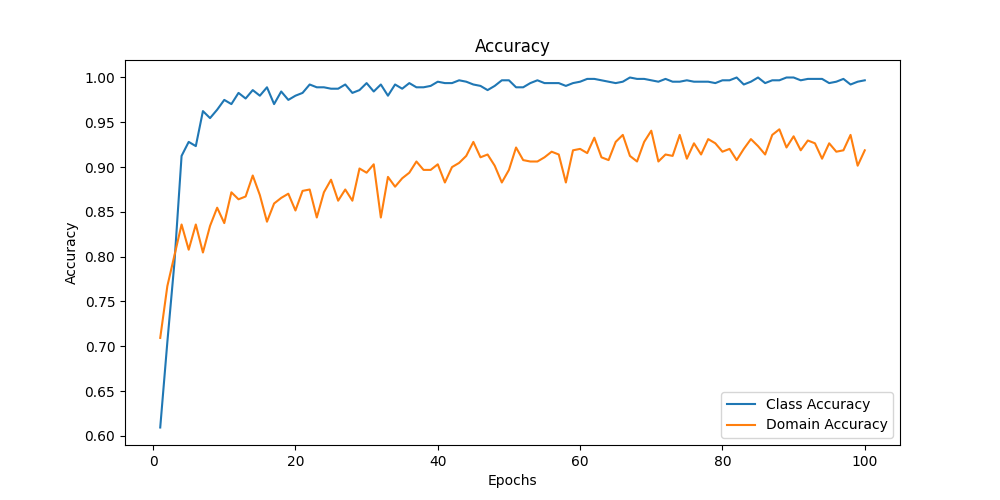 Accuracy
1.00
0.95
0.90
0.85
0.80
0.75
0.70
0.65
0.60
Accuracy
0 20 40 60 80 100
Epochs
Class Accuracy
Domain Accuracy